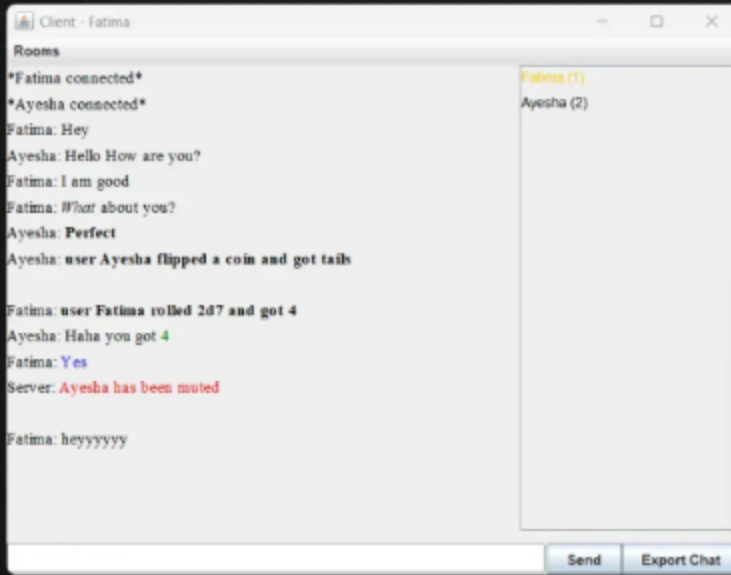 Client - Fatima
Rooms
*Fatima connected*
*Ayesha connected*
Fatima: Hey
Ayesha: Hello How are you?
Fatima: I am good
Fatima: What about you?
Ayesha: Perfect
Ayesha: user Ayesha flipped a coin and got tails
Fatima: user Fatima rolled 2d7 and got 4
Ayesha: Haha you got 4
Fatima: Yes
Server: Ayesha has been muted
Fatima: heyyyyyy
Fatima (1)
Ayesha (2)
Send
Export Chat